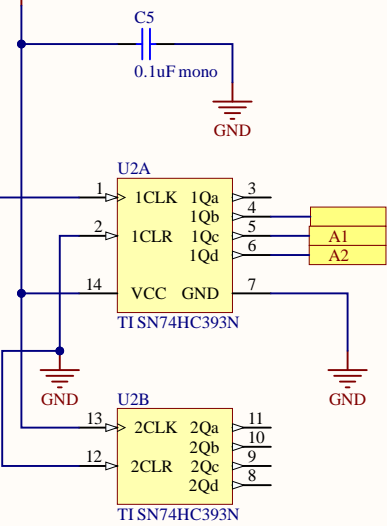 C5
0.1uF mono
GND
U2A
1 1CLK 1Qa 3
1Qb 4
2 1CLR 1Qc 5 A1
1Qd 6 A2
14 VCC GND 7
TI SN74HC393N
GND GND
U2B
13 2CLK 2Qa 11
2Qb 10
12 2CLR 2Qc 9
2Qd 8
TI SN74HC393N